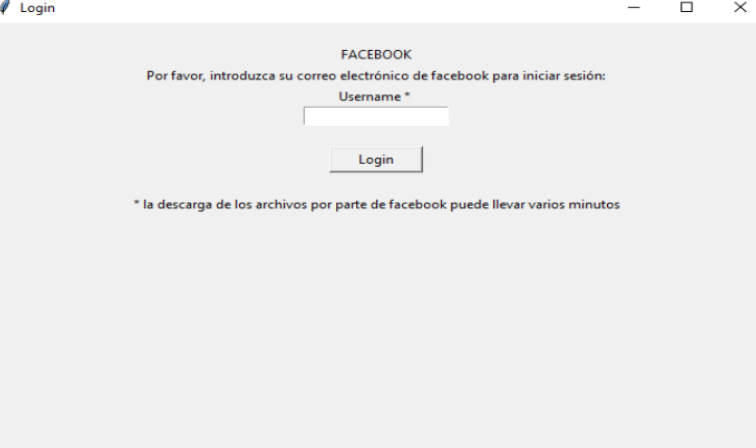 Login
FACEBOOK
Por favor, introduzca su correo electrónico de facebook para iniciar sesión:
Username *
Login
* la descarga de los archivos por parte de facebook puede llevar varios minutos